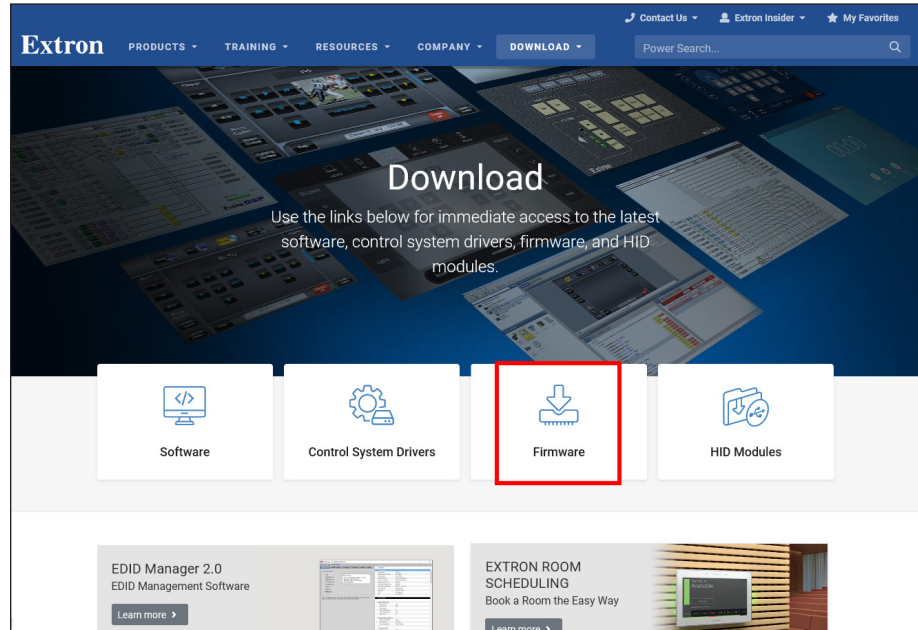 Contact Us
Extron Insider
My Favorites
Extron
PRODUCTS
TRAINING
RESOURCES
COMPANY
DOWNLOAD
Power Search...
Download
Use the links below for immediate access to the latest
software, control system drivers, firmware, and HID
modules.
Software
Control System Drivers
Firmware
HID Modules
EDID Manager 2.0
EDID Management Software
Learn more
EXTRON ROOM
SCHEDULING
Book a Room the Easy Way
Learn more